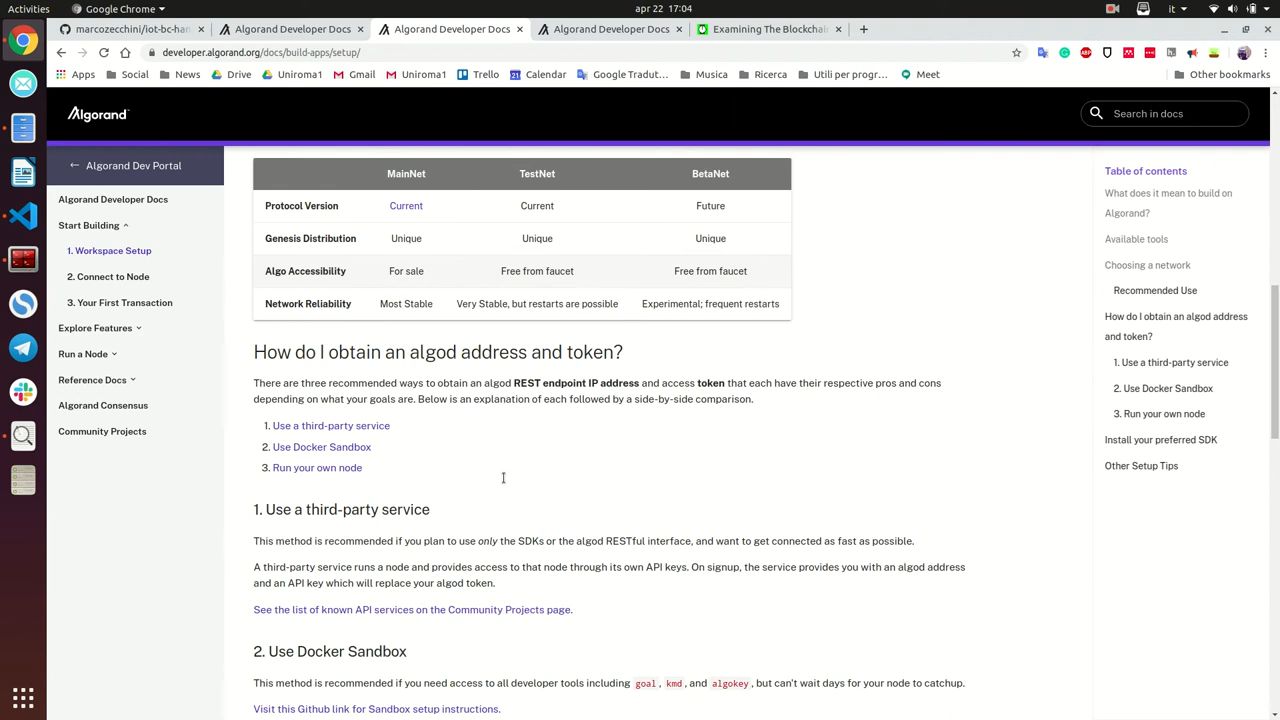 Activities
Google Chrome
apr 22 17:04
it
marcozecchini/iot-bc-han
Algorand Developer Docs
Algorand Developer Docs
Algorand Developer Docs
Examining The Blockchain
developer.algorand.org/docs/build-apps/setup/
Apps Social News Drive Uniroma1 Gmail Uniroma1 Trello Calendar Google Tradut… Musica Ricerca Utili per progr… Meet Other bookmarks
Algorand
Search in docs
Algorand Dev Portal
Algorand Developer Docs
Start Building
1. Workspace Setup
2. Connect to Node
3. Your First Transaction
Explore Features
Run a Node
Reference Docs
Algorand Consensus
Community Projects
MainNet TestNet BetaNet
Protocol Version Current Current Future
Genesis Distribution Unique Unique Unique
Algo Accessibility For sale Free from faucet Free from faucet
Network Reliability Most Stable Very Stable, but restarts are possible Experimental; frequent restarts
How do I obtain an algod address and token?
There are three recommended ways to obtain an algod REST endpoint IP address and access token that each have their respective pros and cons
depending on what your goals are. Below is an explanation of each followed by a side-by-side comparison.
1. Use a third-party service
2. Use Docker Sandbox
3. Run your own node
1. Use a third-party service
This method is recommended if you plan to use only the SDKs or the algod RESTful interface, and want to get connected as fast as possible.
A third-party service runs a node and provides access to that node through its own API keys. On signup, the service provides you with an algod address
and an API key which will replace your algod token.
See the list of known API services on the Community Projects page.
2. Use Docker Sandbox
This method is recommended if you need access to all developer tools including goal, kmd, and algokey, but can't wait days for your node to catchup.
Visit this Github link for Sandbox setup instructions.
Table of contents
What does it mean to build on
Algorand?
Available tools
Choosing a network
Recommended Use
How do I obtain an algod address
and token?
1. Use a third-party service
2. Use Docker Sandbox
3. Run your own node
Install your preferred SDK
Other Setup Tips